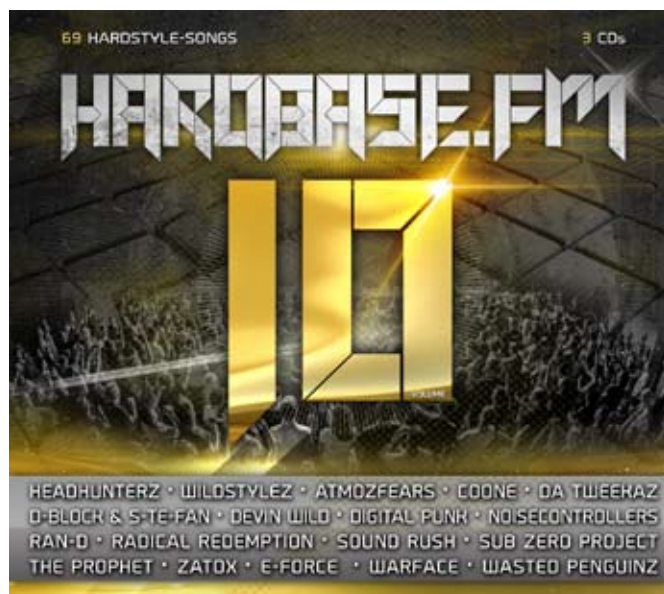 69 HARDSTYLE-SONGS
3 CDs
HARDBASE.FM
10
VOLUME
HEADHUNTERZ • WILDSTYLEZ • ATMOZFEARS • COONE • DA TWEEKAZ
D-BLOCK & S-TE-FAN • DEVIN WILD • DIGITAL PUNK • NOISECONTROLLERS
RAN-D • RADICAL REDEMPTION • SOUND RUSH • SUB ZERO PROJECT
THE PROPHET • ZATOX • E-FORCE • WARFACE • WASTED PENGUINZ